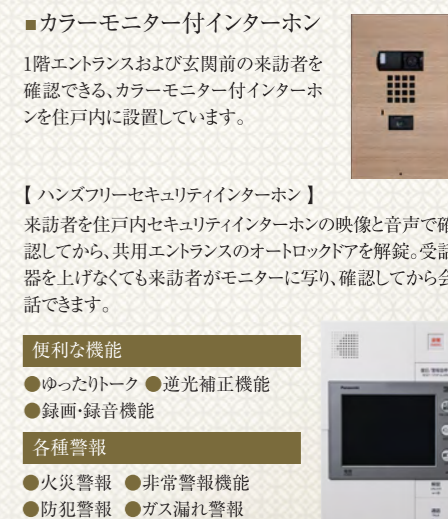 ■カラーモニター付インターホン
1階エントランスおよび玄関前の来訪者を
確認できる、カラーモニター付インターホ
ンを住戸内に設置しています。
【 ハンズフリーセキュリティインターホン 】
来訪者を住戸内セキュリティインターホンの映像と音声で確
認してから、共用エントランスのオートロックドアを解錠。受話
器を上げなくても来訪者がモニターに写り、確認してから会
話できます。
便利な機能
●ゆったりトーク ●逆光補正機能
●録画・録音機能
各種警報
●火災警報 ●非常警報機能
●防犯警報 ●ガス漏れ警報
Panasonic